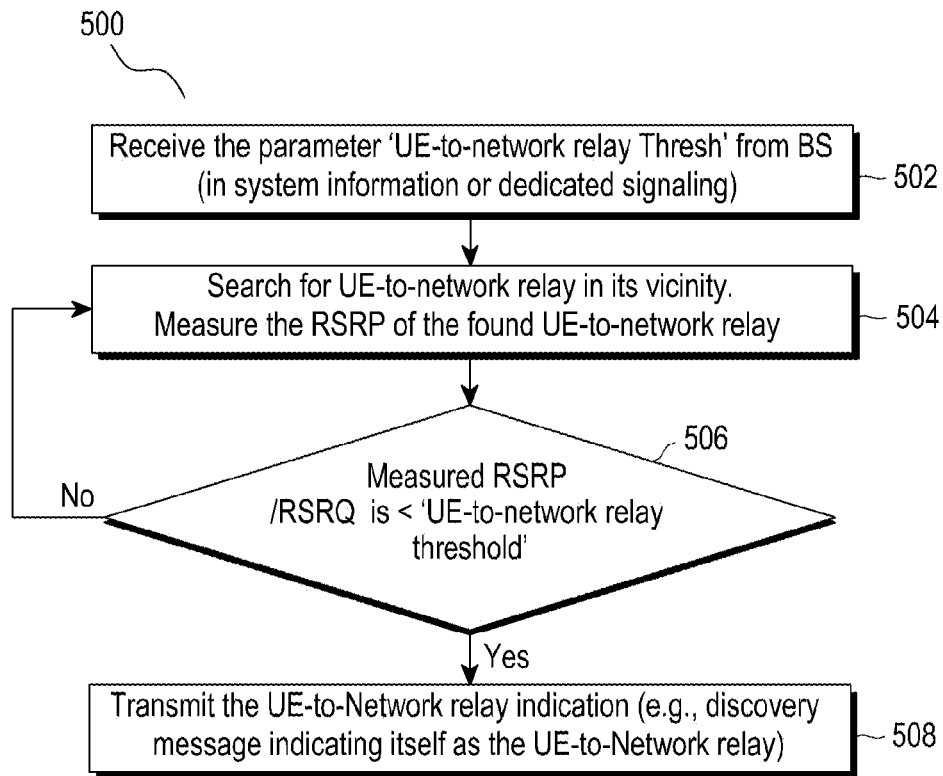 500
Receive the parameter ‘UE-to-network relay Thresh’ from BS
(in system information or dedicated signaling)
502
Search for UE-to-network relay in its vicinity.
Measure the RSRP of the found UE-to-network relay
504
506
Measured RSRP
/RSRQ is < ‘UE-to-network relay
threshold’
No
Yes
Transmit the UE-to-Network relay indication (e.g., discovery
message indicating itself as the UE-to-Network relay)
508